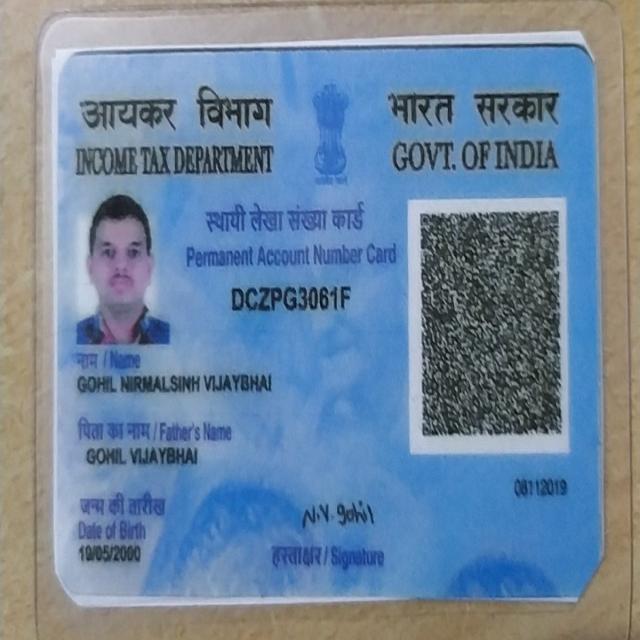 आयकर विभाग
INCOME TAX DEPARTMENT
भारत सरकार
GOVT. OF INDIA
स्थायी लेखा संख्या कार्ड
Permanent Account Number Card
DCZPG3061F
नाम / Name
GOHIL NIRMALSINH VIJAYBHAI
पिता का नाम / Father's Name
GOHIL VIJAYBHAI
08112019
जन्म की तारीख
Date of Birth
19/05/2000
N.V. gohil
हस्ताक्षर / Signature